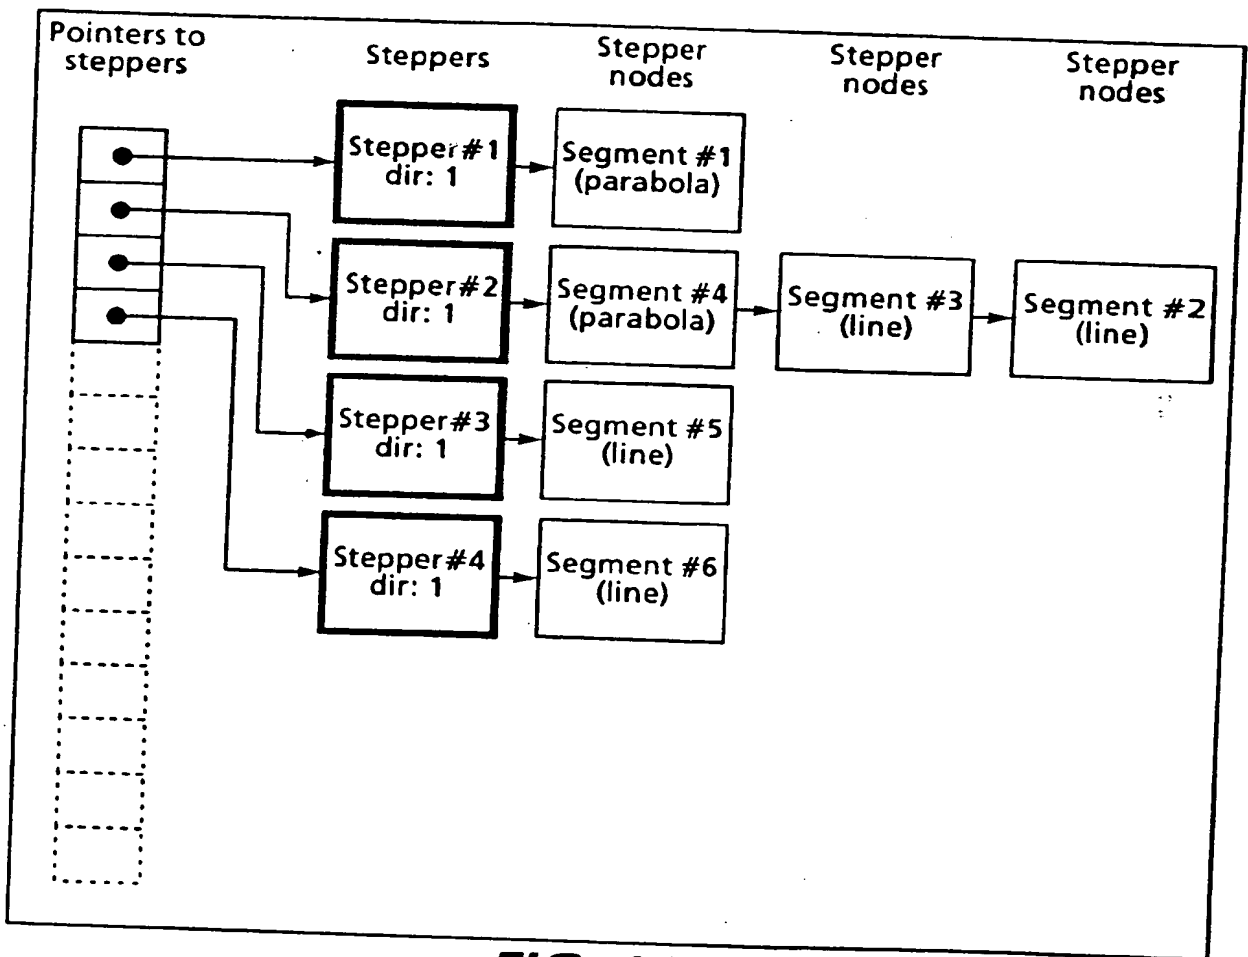 Pointers to
steppers
Steppers
Stepper
nodes
Stepper
nodes
Stepper
nodes
Stepper#1
dir: 1
Segment #1
(parabola)
Stepper#2
dir: 1
Segment #4
(parabola)
Segment #3
(line)
Segment #2
(line)
Stepper#3
dir: 1
Segment #5
(line)
Stepper#4
dir: 1
Segment #6
(line)